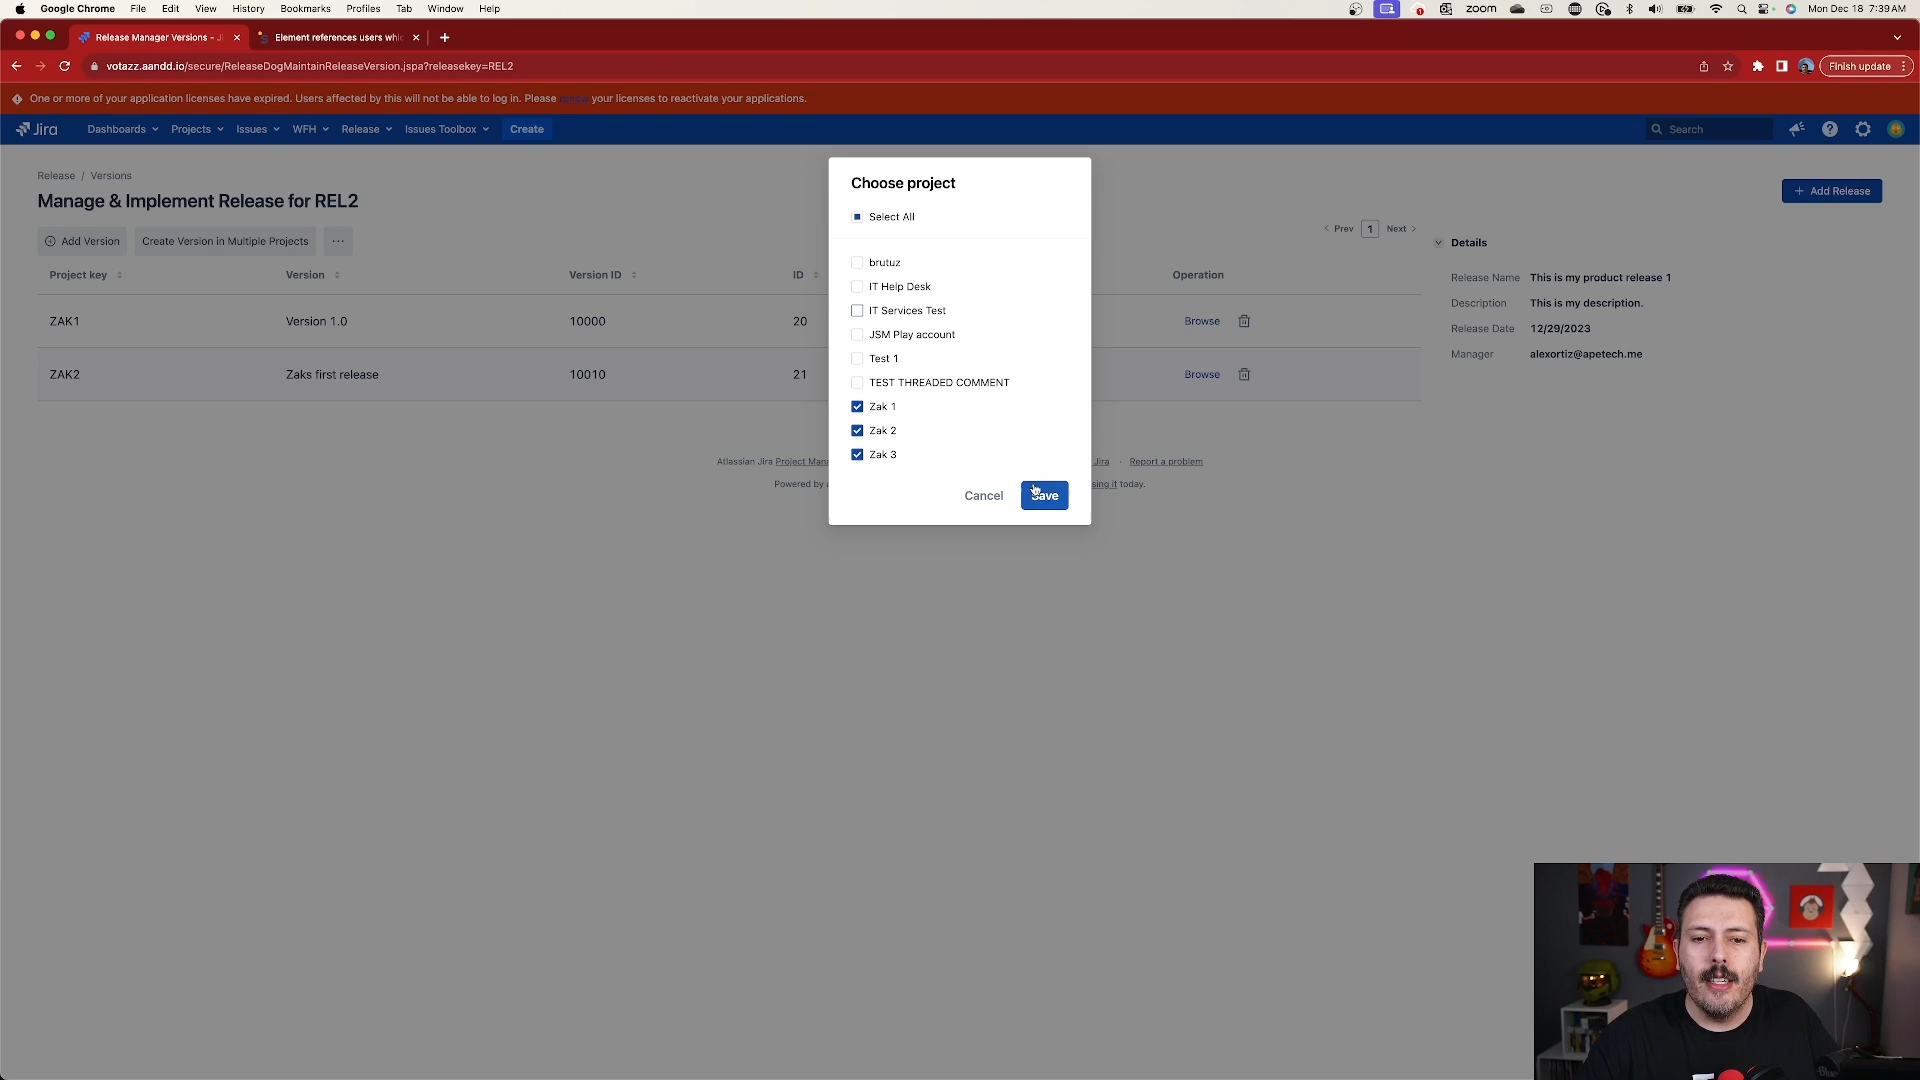 Google Chrome File Edit View History Bookmarks Profiles Tab Window Help zoom Mon Dec 18 7:39 AM
Release Manager Versions - J Element references users whi
votazz.aandd.io/secure/ReleaseDogMaintainReleaseVersion.jspa?releasekey=REL2 Finish update
One or more of your application licenses have expired. Users affected by this will not be able to log in. Please renew your licenses to reactivate your applications.
Jira Dashboards Projects Issues WFH Release Issues Toolbox Create Search
Release / Versions
Manage & Implement Release for REL2
+ Add Release
Add Version Create Version in Multiple Projects ...
< Prev 1 Next >
Project key Version Version ID ID Operation
ZAK1 Version 1.0 10000 20 Browse
ZAK2 Zaks first release 10010 21 Browse
Details
Release Name This is my product release 1
Description This is my description.
Release Date 12/29/2023
Manager alexortiz@apetech.me
Choose project
Select All
brutuz
IT Help Desk
IT Services Test
JSM Play account
Test 1
TEST THREADED COMMENT
Zak 1
Zak 2
Zak 3
Cancel Save
Atlassian Jira Project Mana Jira · Report a problem
Powered by a sing it today.
Blue